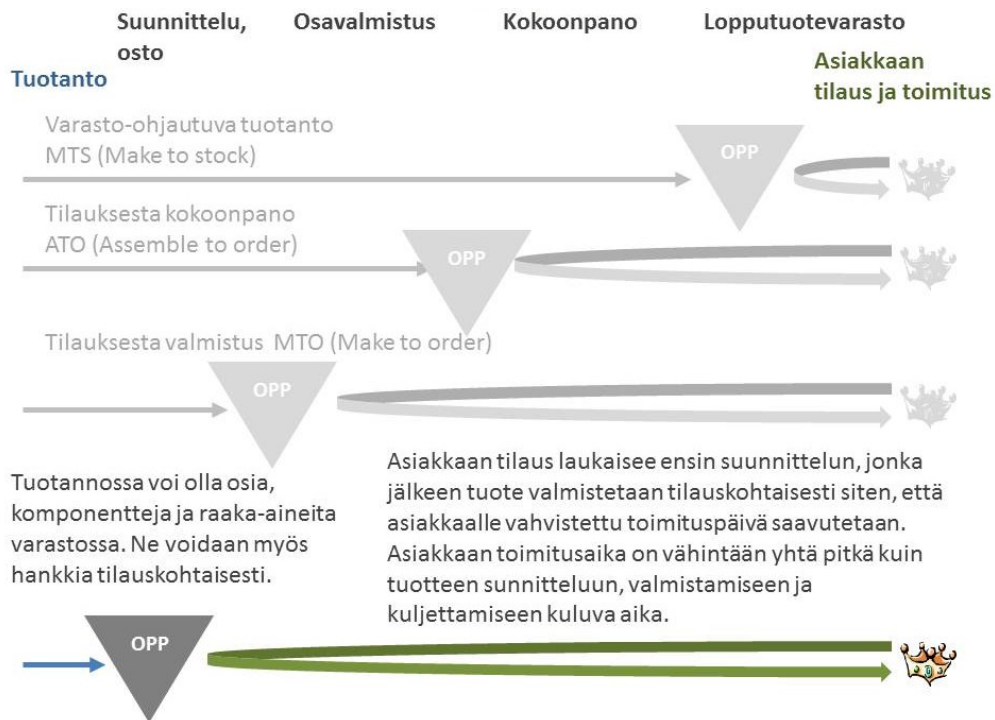 Suunnittelu, osto
Osavalmistus
Kokoonpano
Lopputuotevarasto
Tuotanto
Asiakkaan
tilaus ja toimitus
Varasto-ohjautuva tuotanto
MTS (Make to stock)
OPP
Tilauksesta kokoonpano
ATO (Assemble to order)
OPP
Tilauksesta valmistus MTO (Make to order)
OPP
Tuotannossa voi olla osia,
komponentteja ja raaka-aineita
varastossa. Ne voidaan myös
hankkia tilauskohtaisesti.
Asiakkaan tilaus laukaisee ensin suunnittelun, jonka
jälkeen tuote valmistetaan tilauskohtaisesti siten, että
asiakkaalle vahvistettu toimituspäivä saavutetaan.
Asiakkaan toimitusaika on vähintään yhtä pitkä kuin
tuotteen sunnitteluun, valmistamiseen ja
kuljettamiseen kuluva aika.
OPP